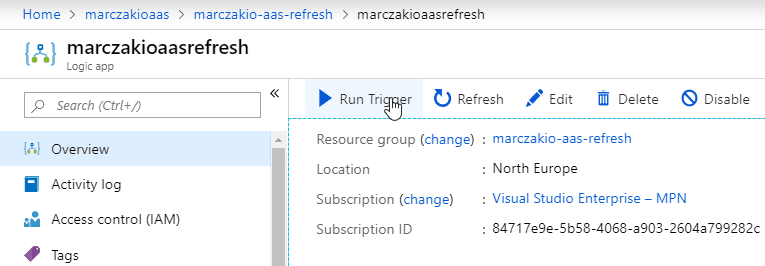 Home > marczakioaas > marczakio-aas-refresh > marczakioaasrefresh
marczakioaasrefresh
Logic app
«
Search (Ctrl+/)
Run Trigger Refresh Edit Delete Disable
Overview
Activity log
Access control (IAM)
Tags
Resource group (change) : marczakio-aas-refresh
Location : North Europe
Subscription (change) : Visual Studio Enterprise – MPN
Subscription ID : 84717e9e-5b58-4068-a903-2604a799282c